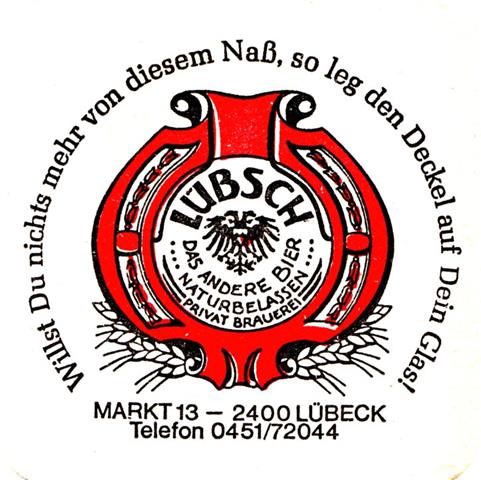 Willst Du nichts mehr von diesem Naß, so leg den Deckel auf Dein Glas!
LÜBSCH
DAS ANDERE BIER
.... NATURBELASSEN ....
PRIVAT BRAUEREI
MARKT 13 – 2400 LÜBECK
Telefon 0451/72044